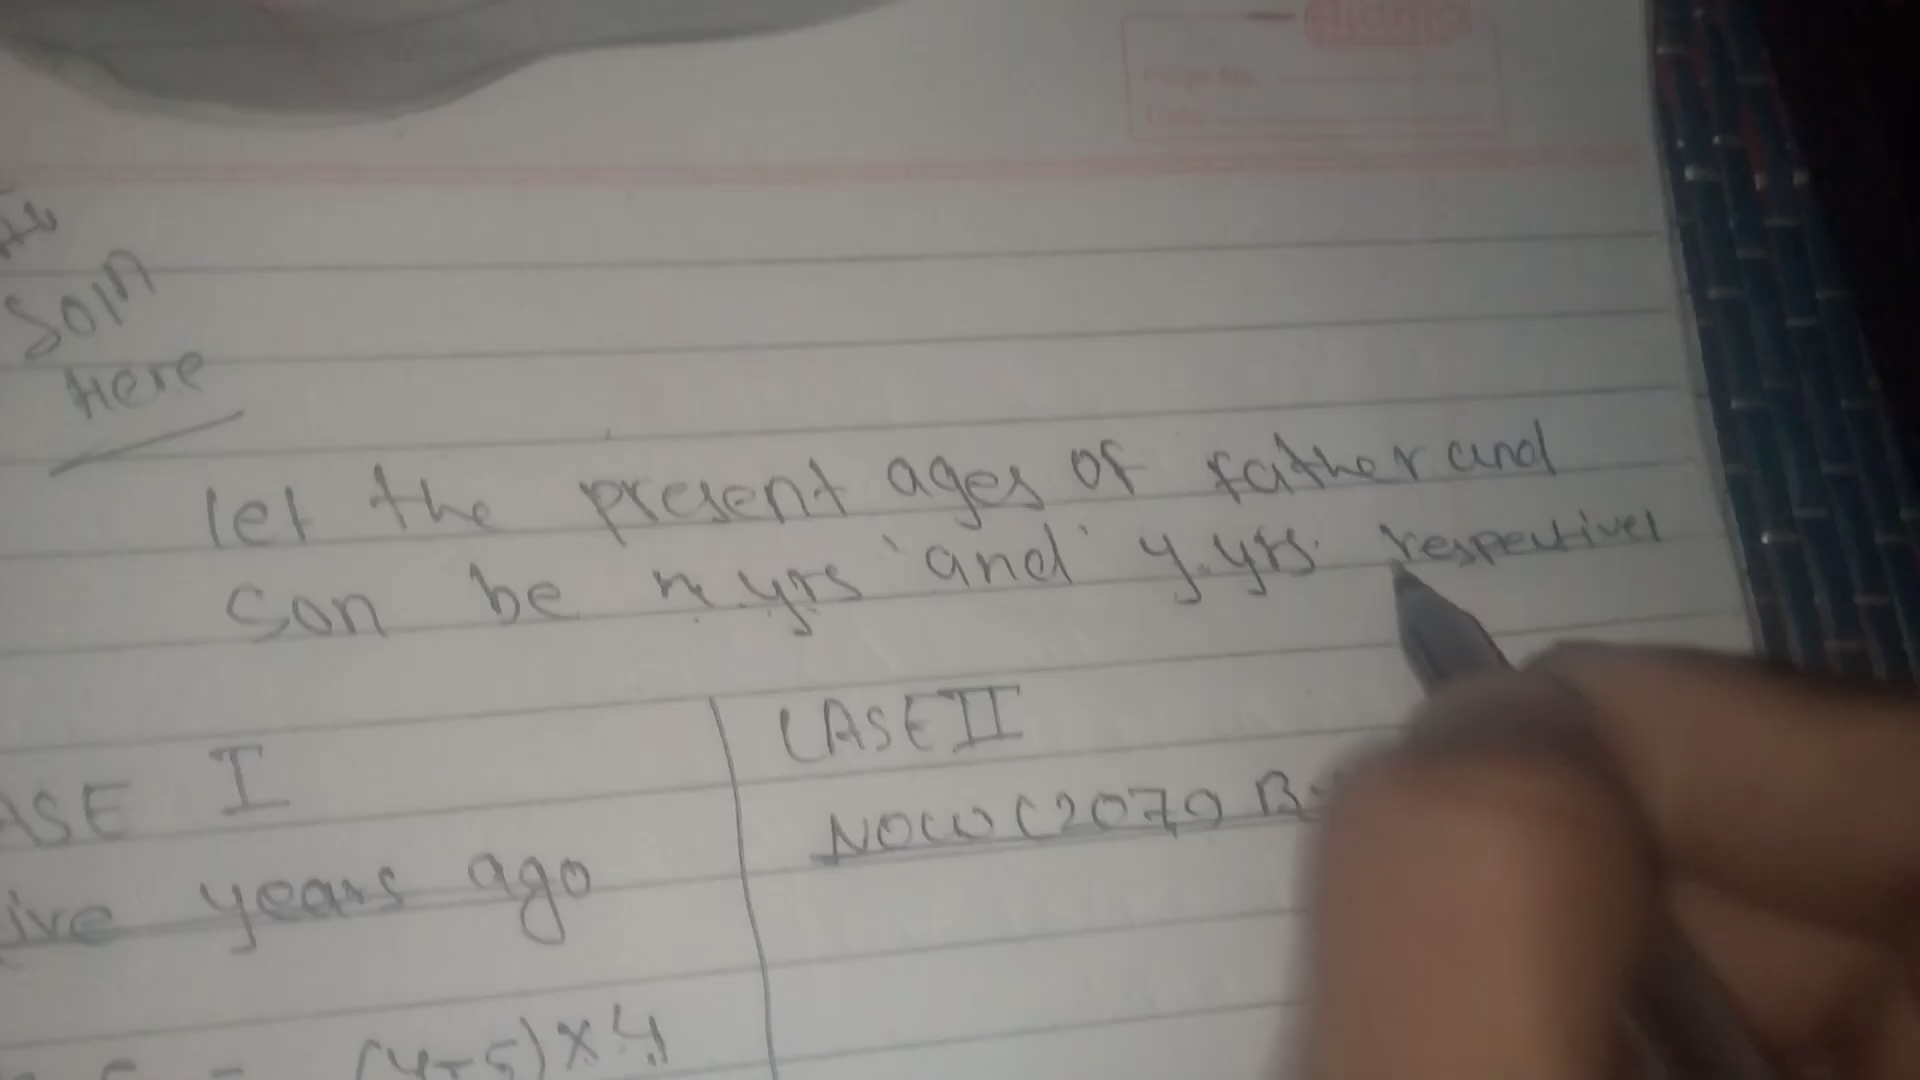 Soln
Here
let the present ages of father and
son be x yrs and y.yrs. respectivel
ASE I
ive years ago
(y-5)×4
CASE II
NOW (2079 B